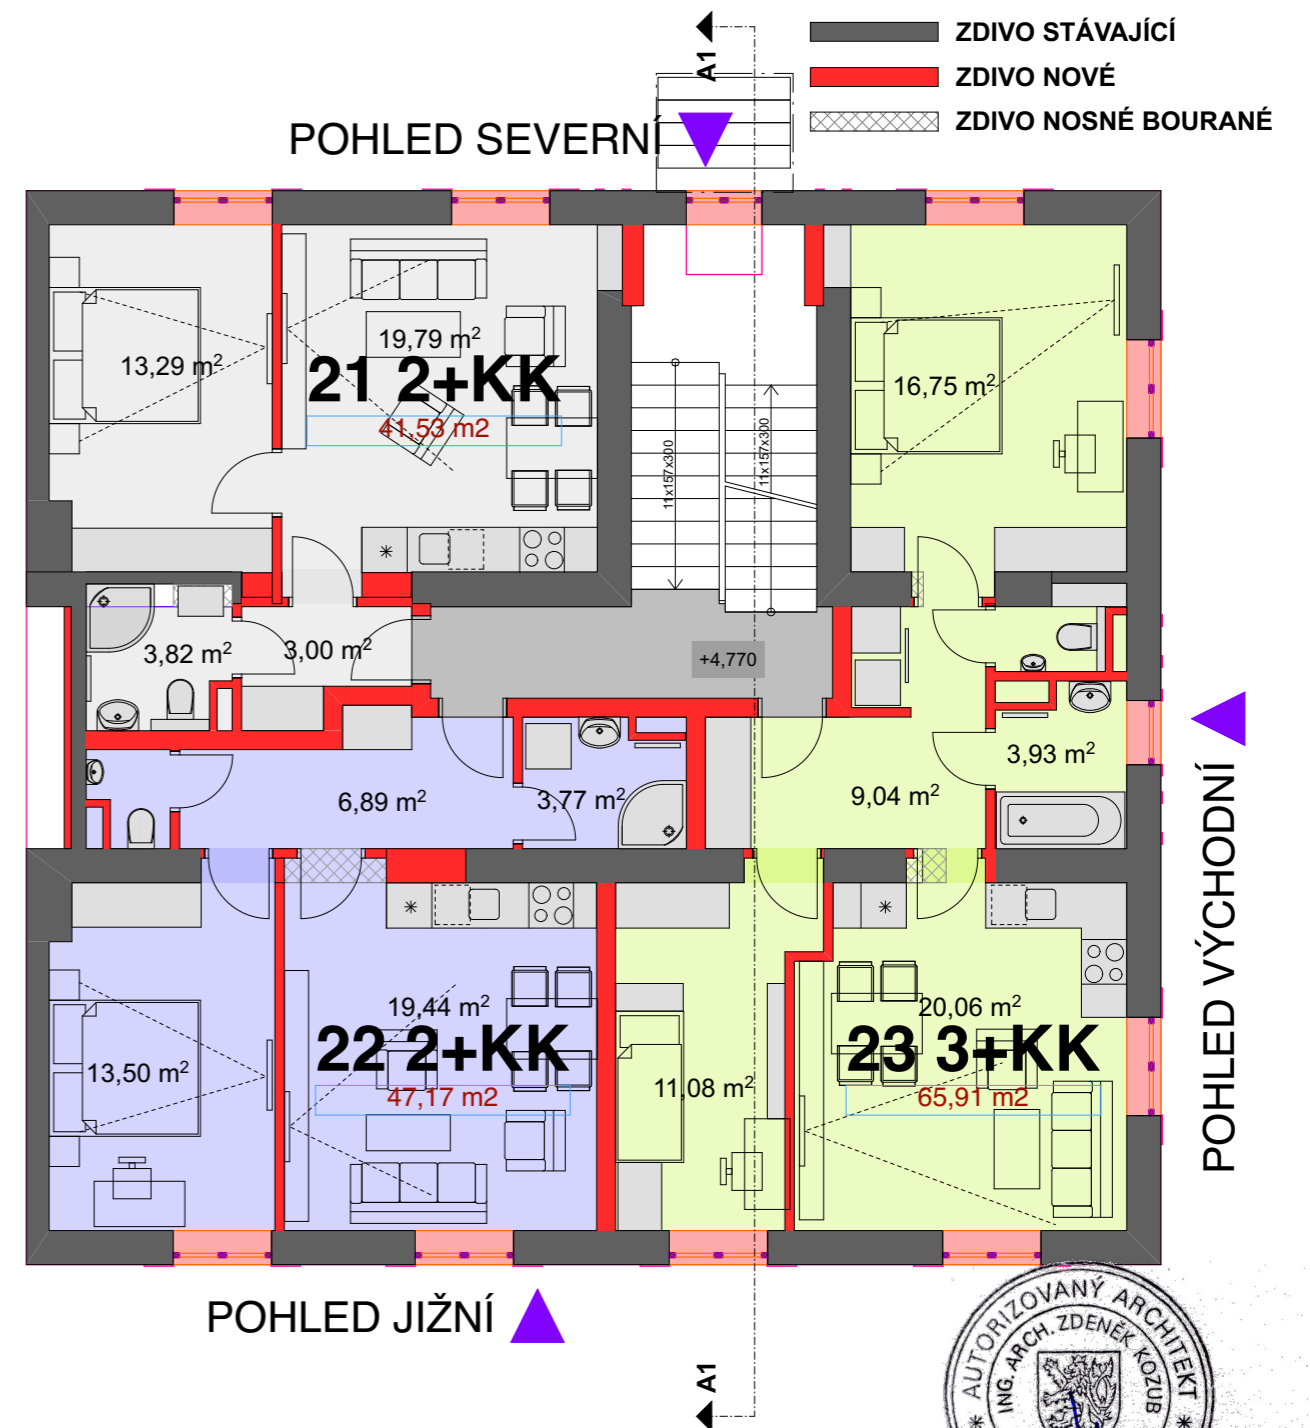 A1
ZDIVO STÁVAJÍCÍ
ZDIVO NOVÉ
ZDIVO NOSNÉ BOURANÉ
POHLED SEVERNÍ
13,29 m²
19,79 m²
21 2+KK
41,53 m2
11x157x300
11x157x300
16,75 m²
3,82 m²
3,00 m²
+4,770
6,89 m²
3,77 m²
9,04 m²
3,93 m²
POHLED VÝCHODNÍ
13,50 m²
19,44 m²
22 2+KK
47,17 m2
11,08 m²
20,06 m²
23 3+KK
65,91 m2
POHLED JIŽNÍ
A1
* AUTORIZOVANÝ ARCHITEKT *
ING. ARCH. ZDENĚK KOZUB